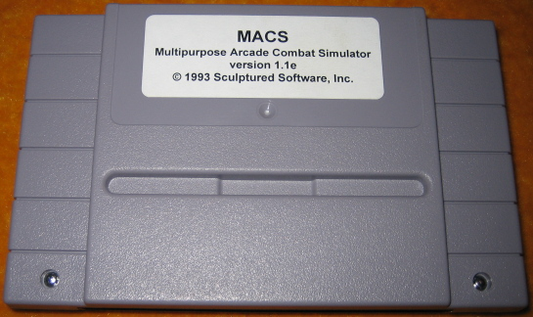 MACS
Multipurpose Arcade Combat Simulator
version 1.1e
© 1993 Sculptured Software, Inc.